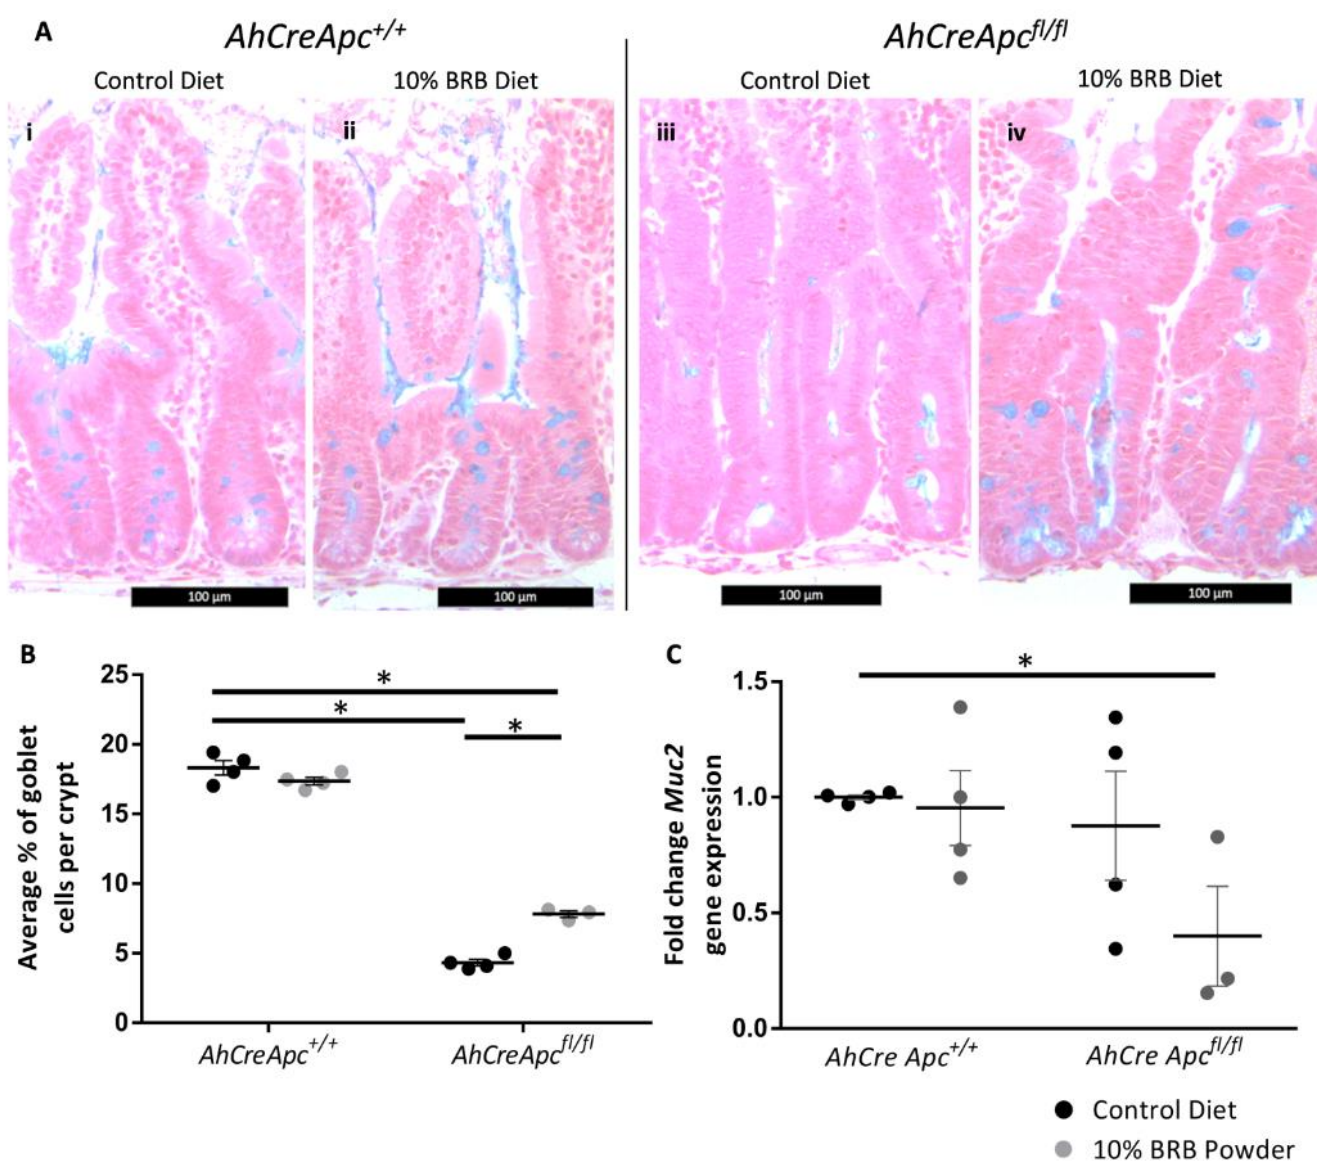 A
AhCreApc+/+
AhCreApcfl/fl
Control Diet
10% BRB Diet
Control Diet
10% BRB Diet
i
ii
iii
iv
100 µm
100 µm
100 µm
100 µm
B
25
20
15
10
5
0
Average % of goblet
cells per crypt
*
*
*
AhCreApc+/+
AhCreApcfl/fl
C
1.5
1.0
0.5
0.0
Fold change Muc2
gene expression
*
AhCre Apc+/+
AhCre Apcfl/fl
Control Diet
10% BRB Powder